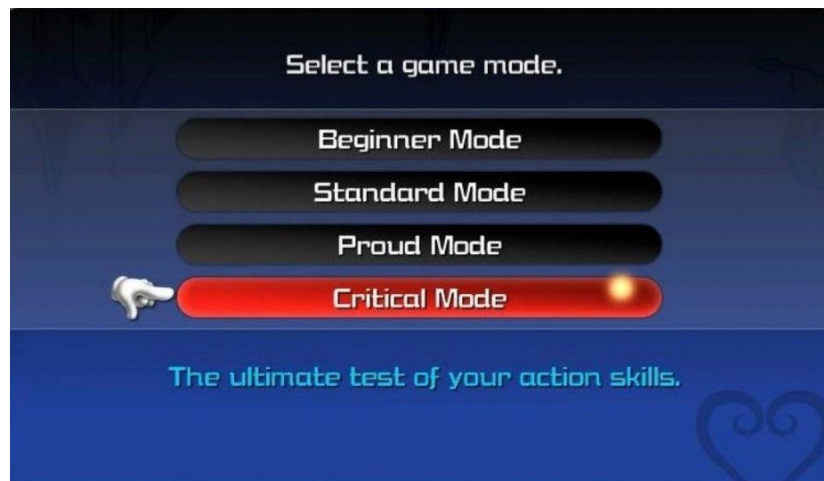 Select a game mode.
Beginner Mode
Standard Mode
Proud Mode
Critical Mode
The ultimate test of your action skills.